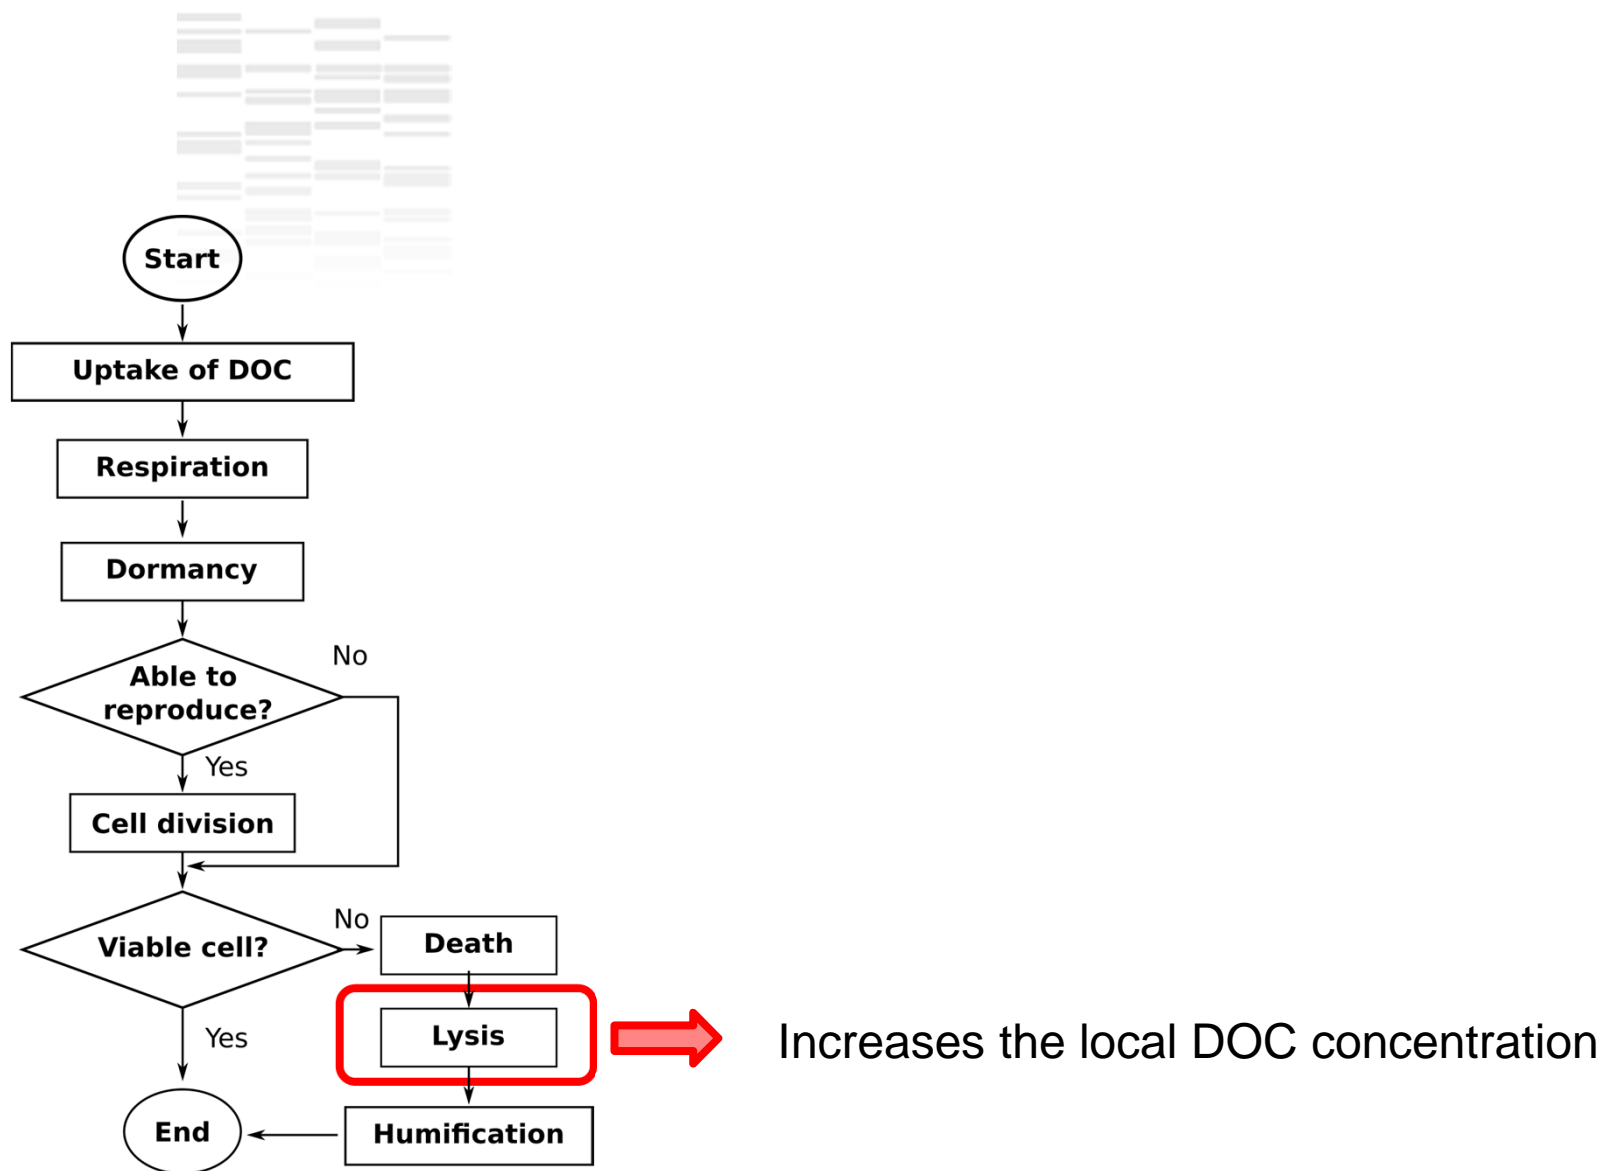 Start
Uptake of DOC
Respiration
Dormancy
Able to
reproduce?
No
Yes
Cell division
Viable cell?
No
Death
Lysis
Increases the local DOC concentration
Yes
Humification
End